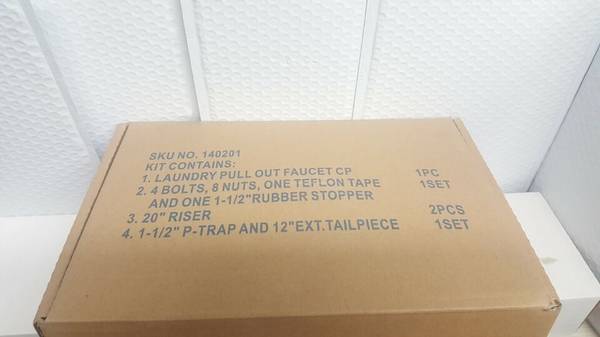 SKU NO. 140201
KIT CONTAINS:
1. LAUNDRY PULL OUT FAUCET CP 1PC
2. 4 BOLTS, 8 NUTS, ONE TEFLON TAPE 1SET
AND ONE 1-1/2"RUBBER STOPPER
3. 20" RISER 2PCS
4. 1-1/2" P-TRAP AND 12"EXT.TAILPIECE 1SET